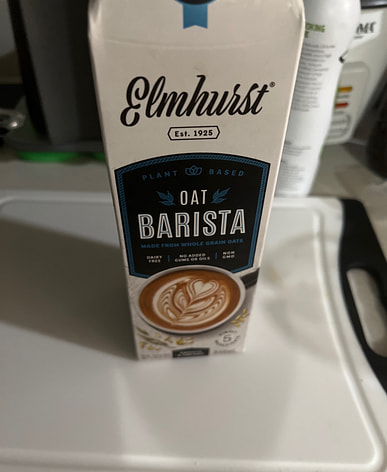 Elmhurst®
Est. 1925
PLANT BASED
OAT
BARISTA
MADE FROM WHOLE GRAIN OATS
DAIRY FREE
NO ADDED GUMS OR OILS
NON GMO
5